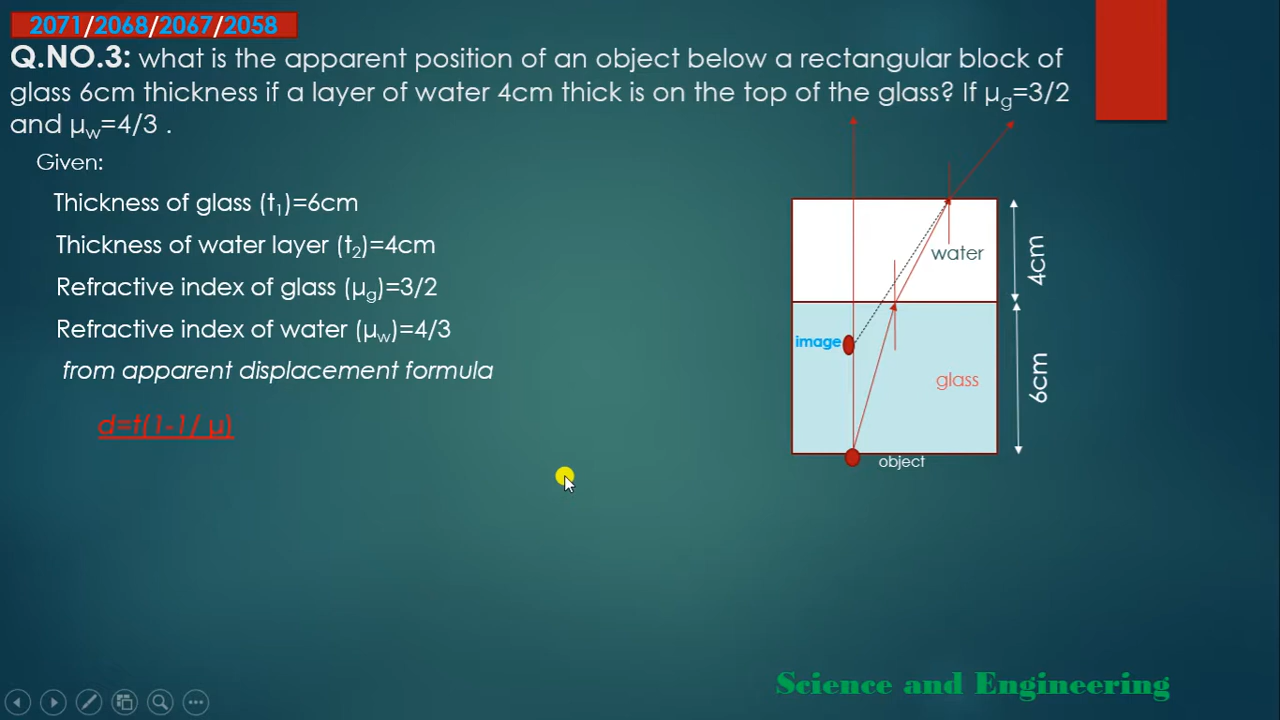 2071/2068/2067/2058
Q.NO.3: what is the apparent position of an object below a rectangular block of
glass 6cm thickness if a layer of water 4cm thick is on the top of the glass? If μg=3/2
and μw=4/3 .
Given:
Thickness of glass (t1)=6cm
Thickness of water layer (t2)=4cm
Refractive index of glass (μg)=3/2
Refractive index of water (μw)=4/3
from apparent displacement formula
d=t(1-1/ μ)
water
4cm
image
glass
6cm
object
Science and Engineering